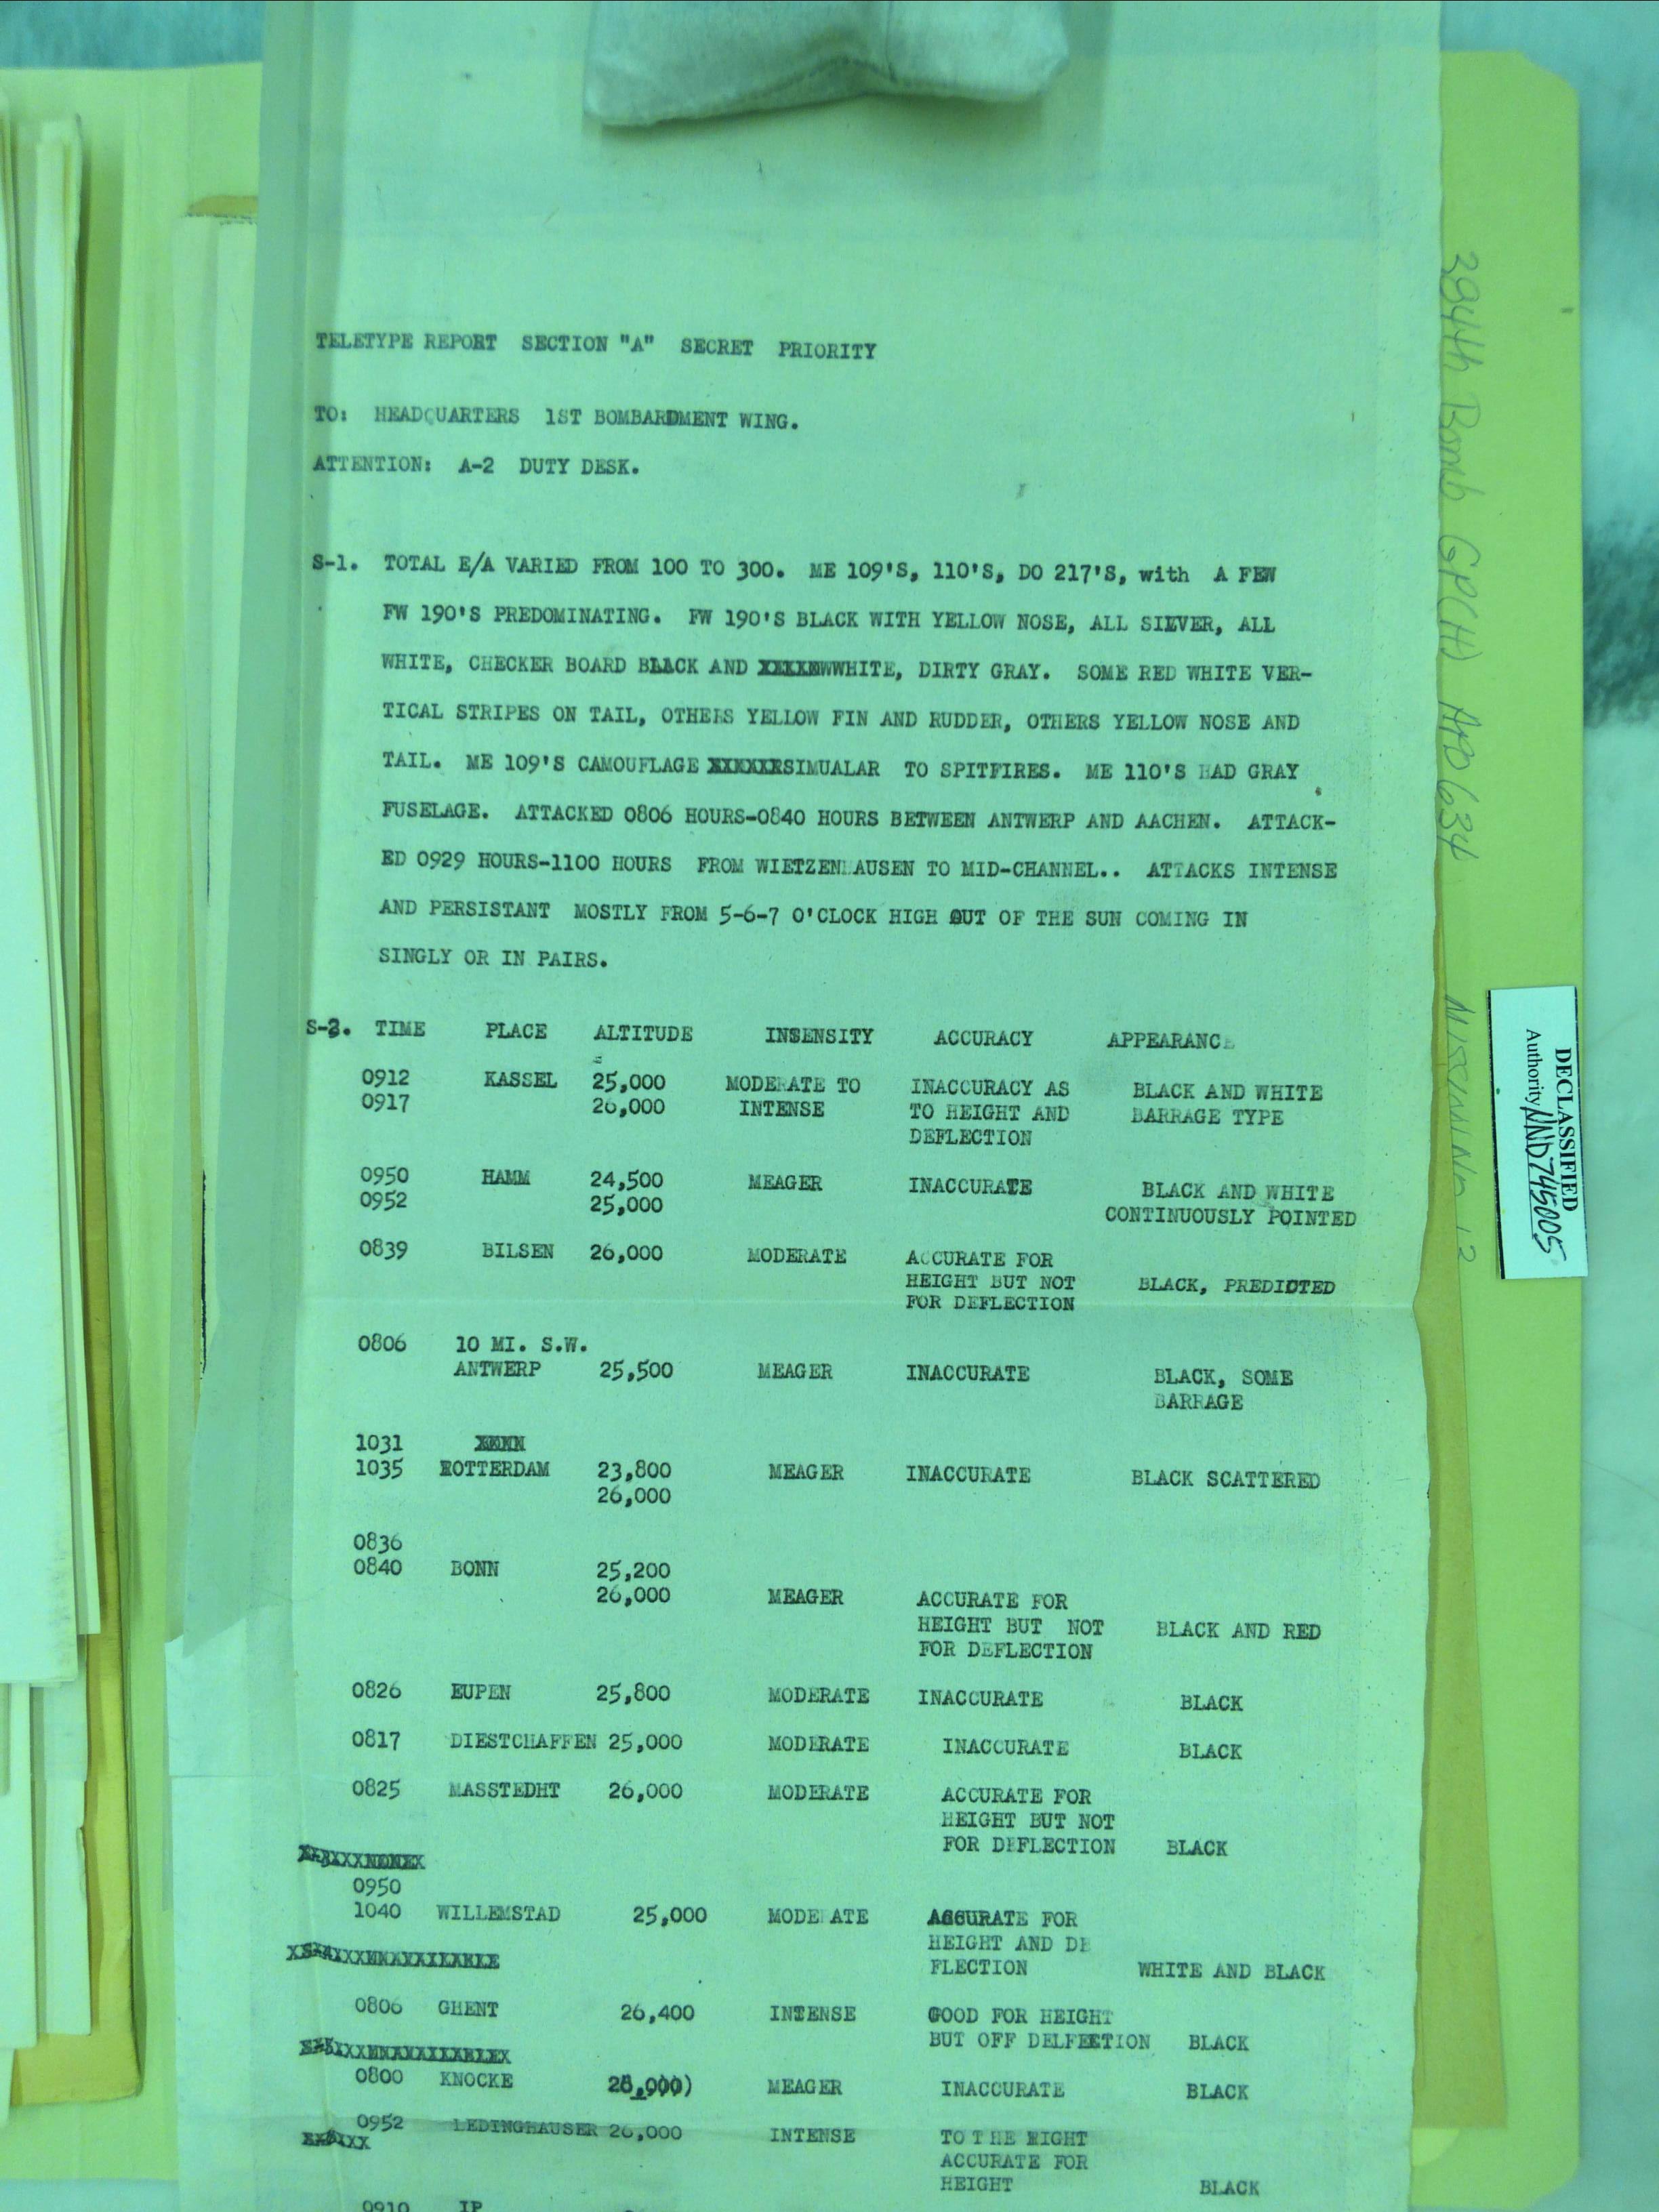 TELETYPE REPORT SECTION "A" SECRET PRIORITY
TO: HEADQUARTERS 1ST BOMBARDMENT WING.
ATTENTION: A-2 DUTY DESK.
S-1. TOTAL E/A VARIED FROM 100 TO 300. ME 109'S, 110'S, DO 217'S, with A FEW
FW 190'S PREDOMINATING. FW 190'S BLACK WITH YELLOW NOSE, ALL SILVER, ALL
WHITE, CHECKER BOARD BLACK AND WHITE, DIRTY GRAY. SOME RED WHITE VER-
TICAL STRIPES ON TAIL, OTHERS YELLOW FIN AND RUDDER, OTHERS YELLOW NOSE AND
TAIL. ME 109'S CAMOUFLAGE SIMUALAR TO SPITFIRES. ME 110'S HAD GRAY
FUSELAGE. ATTACKED 0806 HOURS-0840 HOURS BETWEEN ANTWERP AND AACHEN. ATTACK-
ED 0929 HOURS-1100 HOURS FROM WIETZENHAUSEN TO MID-CHANNEL.. ATTACKS INTENSE
AND PERSISTANT MOSTLY FROM 5-6-7 O'CLOCK HIGH OUT OF THE SUN COMING IN
SINGLY OR IN PAIRS.
S-2. TIME PLACE ALTITUDE INSENSITY ACCURACY APPEARANCE
0912 KASSEL 25,000 MODERATE TO INACCURACY AS BLACK AND WHITE
0917 26,000 INTENSE TO HEIGHT AND BARRAGE TYPE
DEFLECTION
0950 HAMM 24,500 MEAGER INACCURATE BLACK AND WHITE
0952 25,000 CONTINUOUSLY POINTED
0839 BILSEN 26,000 MODERATE ACCURATE FOR
HEIGHT BUT NOT BLACK, PREDICTED
FOR DEFLECTION
0806 10 MI. S.W.
ANTWERP 25,500 MEAGER INACCURATE BLACK, SOME
BARRAGE
1031
1035 ROTTERDAM 23,800 MEAGER INACCURATE BLACK SCATTERED
26,000
0836
0840 BONN 25,200
26,000 MEAGER ACCURATE FOR
HEIGHT BUT NOT BLACK AND RED
FOR DEFLECTION
0826 EUPEN 25,800 MODERATE INACCURATE BLACK
0817 DIESTCHAFFEN 25,000 MODERATE INACCURATE BLACK
0825 MASSTEDHT 26,000 MODERATE ACCURATE FOR
HEIGHT BUT NOT
FOR DEFLECTION BLACK
0950
1040 WILLEMSTAD 25,000 MODERATE ACCURATE FOR
HEIGHT AND DE
FLECTION WHITE AND BLACK
0806 GHENT 26,400 INTENSE GOOD FOR HEIGHT
BUT OFF DELFECTION BLACK
0800 KNOCKE MEAGER INACCURATE BLACK
0952 LEDINGHAUSER 26,000 INTENSE TO THE RIGHT
ACCURATE FOR
HEIGHT BLACK
0910 IP
384th Bomb GP(H) APO 634 Mission No 12
DECLASSIFIED
Authority NND745005